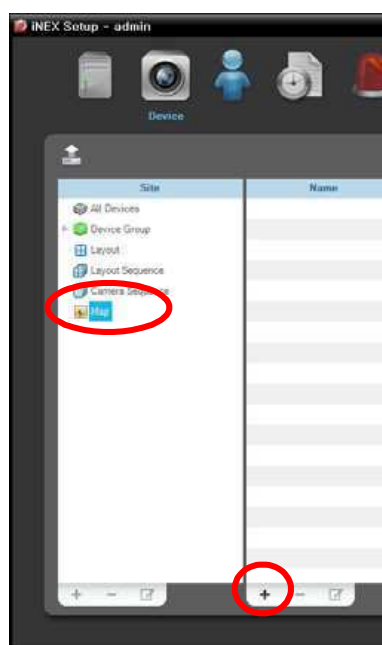 iNEX Setup - admin
Device
Site
Name
All Devices
Device Group
Layout
Layout Sequence
Camera Sequence
Map